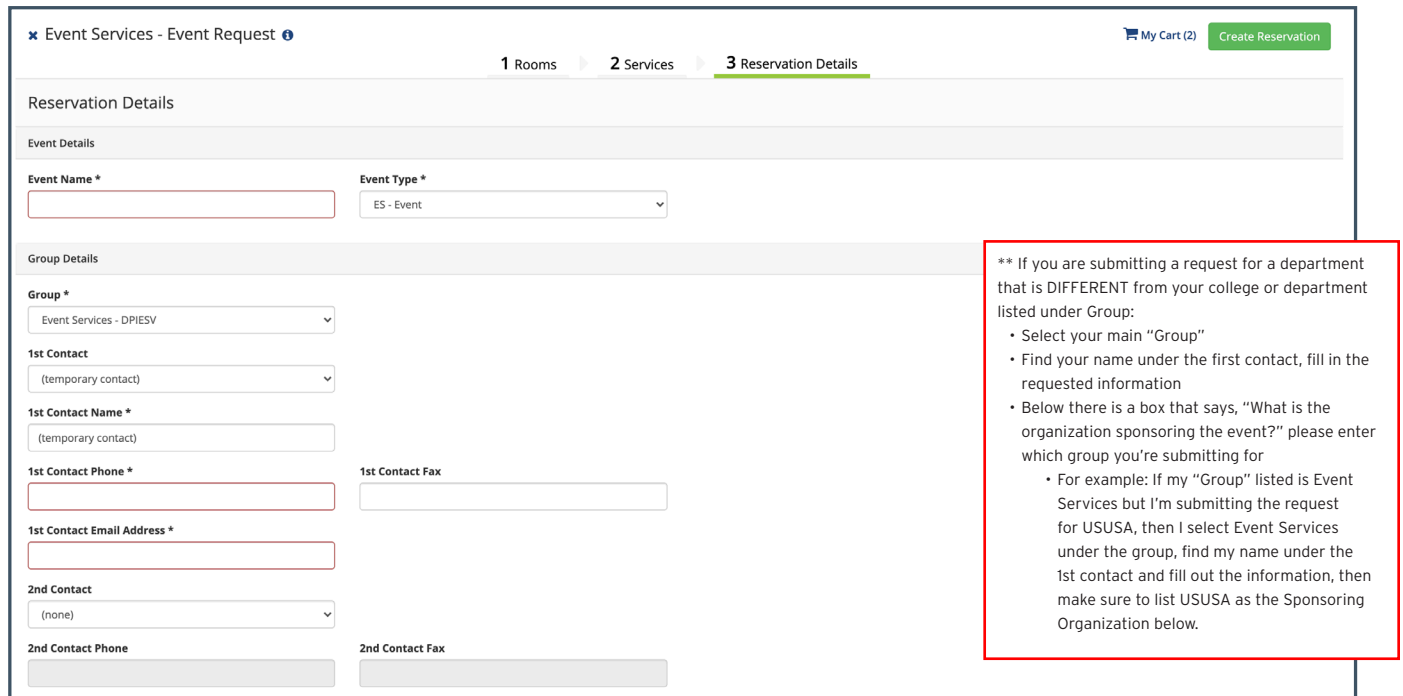 × Event Services - Event Request
My Cart (2)
Create Reservation
1 Rooms
2 Services
3 Reservation Details
Reservation Details
Event Details
Event Name *
Event Type *
ES - Event
Group Details
Group *
Event Services - DPIESV
1st Contact
(temporary contact)
1st Contact Name *
(temporary contact)
1st Contact Phone *
1st Contact Fax
1st Contact Email Address *
2nd Contact
(none)
2nd Contact Phone
2nd Contact Fax
** If you are submitting a request for a department
that is DIFFERENT from your college or department
listed under Group:
• Select your main “Group”
• Find your name under the first contact, fill in the
requested information
• Below there is a box that says, “What is the
organization sponsoring the event?” please enter
which group you’re submitting for
• For example: If my “Group” listed is Event
Services but I’m submitting the request
for USUSA, then I select Event Services
under the group, find my name under the
1st contact and fill out the information, then
make sure to list USUSA as the Sponsoring
Organization below.